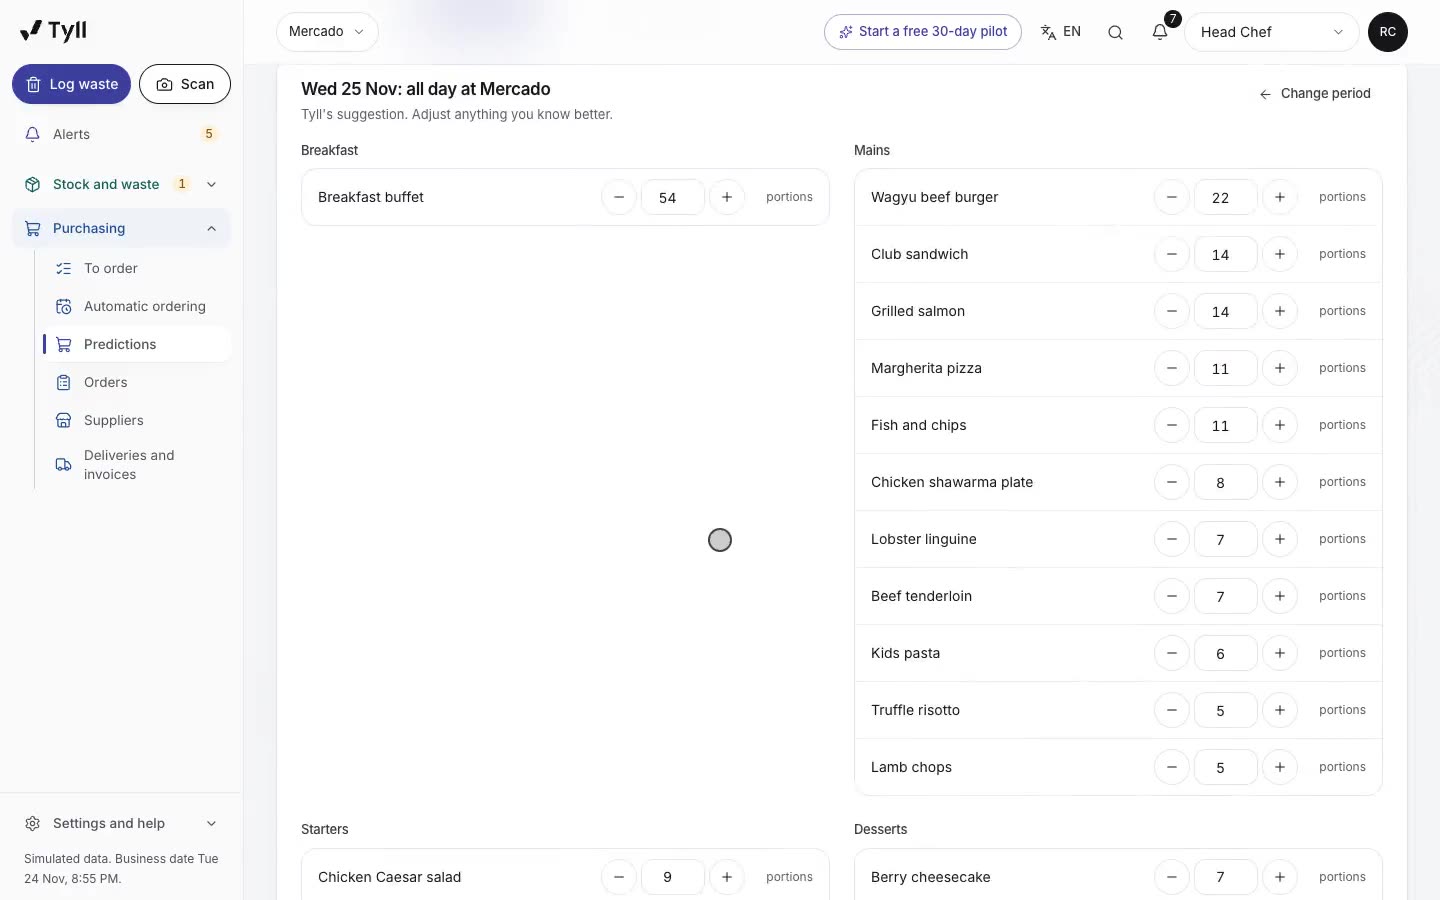 Tyll
Mercado
Start a free 30-day pilot
EN
7
Head Chef
RC
Log waste
Scan
Alerts
5
Stock and waste
1
Purchasing
To order
Automatic ordering
Predictions
Orders
Suppliers
Deliveries and
invoices
Settings and help
Simulated data. Business date Tue
24 Nov, 8:55 PM.
Wed 25 Nov: all day at Mercado
Tyll's suggestion. Adjust anything you know better.
Change period
Breakfast
Breakfast buffet − 54 + portions
Mains
Wagyu beef burger − 22 + portions
Club sandwich − 14 + portions
Grilled salmon − 14 + portions
Margherita pizza − 11 + portions
Fish and chips − 11 + portions
Chicken shawarma plate − 8 + portions
Lobster linguine − 7 + portions
Beef tenderloin − 7 + portions
Kids pasta − 6 + portions
Truffle risotto − 5 + portions
Lamb chops − 5 + portions
Starters
Chicken Caesar salad − 9 + portions
Desserts
Berry cheesecake − 7 + portions